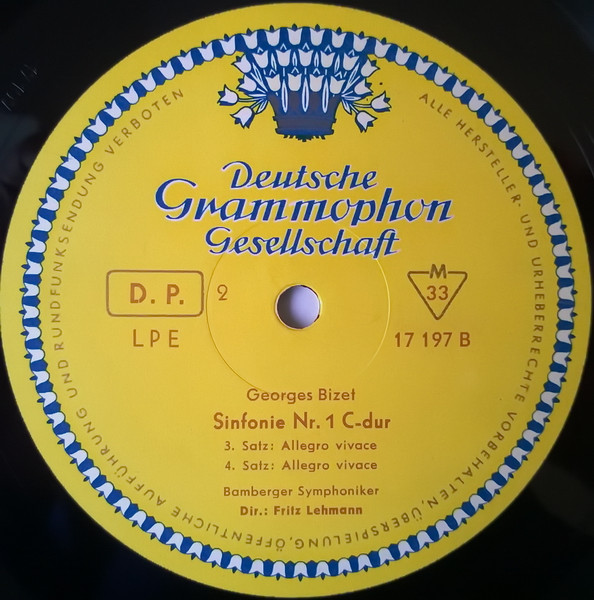 Deutsche
Grammophon
Gesellschaft
D. P.
2
M
33
LPE
17 197 B
Georges Bizet
Sinfonie Nr. 1 C-dur
3. Satz: Allegro vivace
4. Satz: Allegro vivace
Bamberger Symphoniker
Dir.: Fritz Lehmann
ALLE HERSTELLER- UND URHEBERRECHTE VORBEHALTEN, ÜBERSPIELUNG, ÖFFENTLICHE AUFFÜHRUNG UND RUNDFUNKSENDUNG VERBOTEN